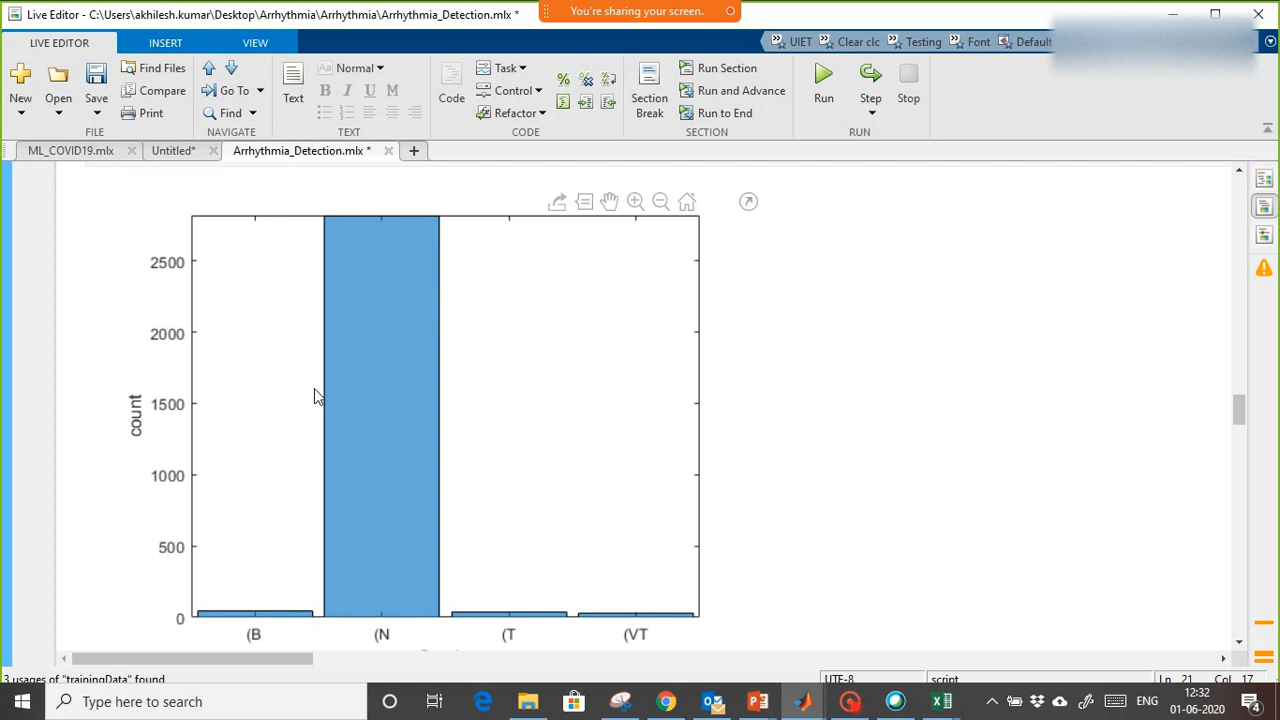 Live Editor - C:\Users\akhilesh.kumar\Desktop\Arrhythmia\Arrhythmia\Arrhythmia_Detection.mlx *
You're sharing your screen.
LIVE EDITOR INSERT VIEW
UIET Clear clc Testing Font Default
New Open Save Find Files Compare Print
FILE
Go To Find
NAVIGATE
Text Aa Normal B I U M
TEXT
Code Task Control Refactor
CODE
Section Break Run Section Run and Advance Run to End
SECTION
Run Step Stop
RUN
ML_COVID19.mlx Untitled* Arrhythmia_Detection.mlx *
2500
2000
1500
1000
500
0
count
(B (N (T (VT
3 usages of "trainingData" found UTF-8 script Ln 21 Col 17
Type here to search
ENG
12:32
01-06-2020
4